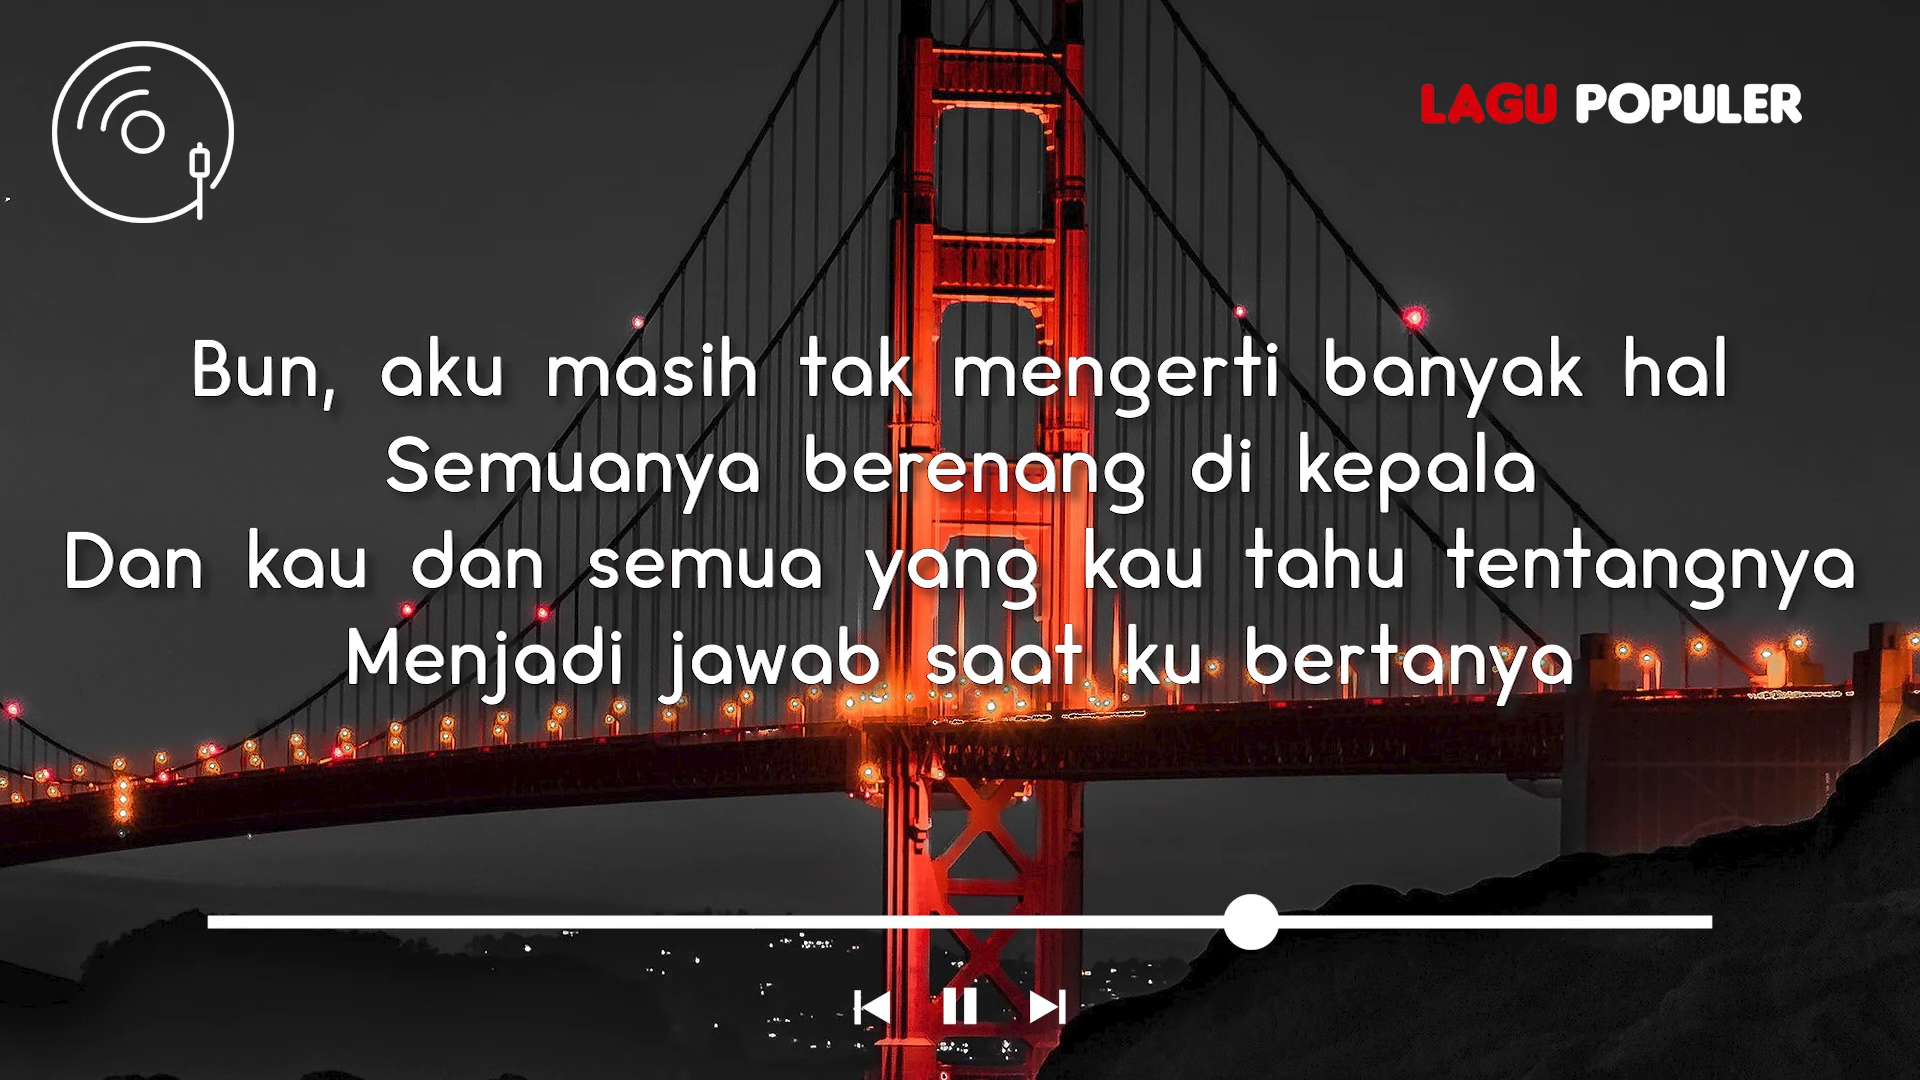 LAGU POPULER
Bun, aku masih tak mengerti banyak hal
Semuanya berenang di kepala
Dan kau dan semua yang kau tahu tentangnya
Menjadi jawab saat ku bertanya